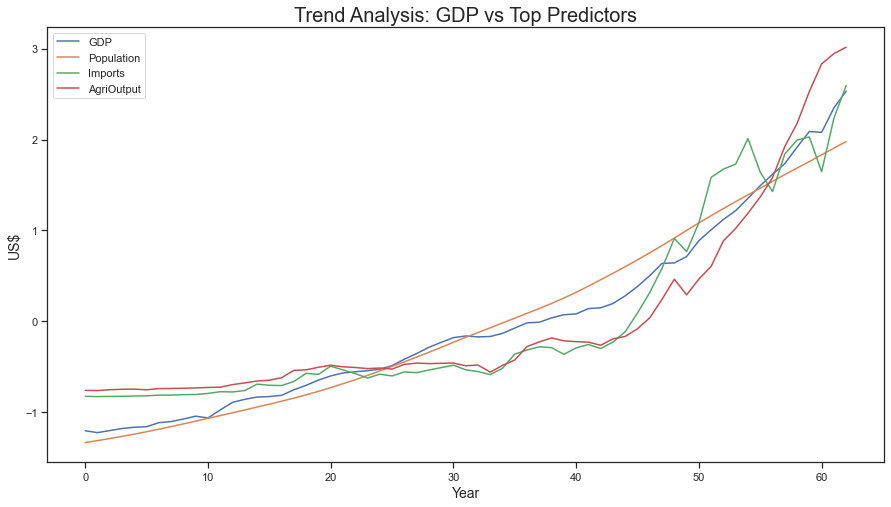 Trend Analysis: GDP vs Top Predictors
GDP
Population
Imports
AgriOutput
3
2
1
0
−1
US$
0 10 20 30 40 50 60
Year